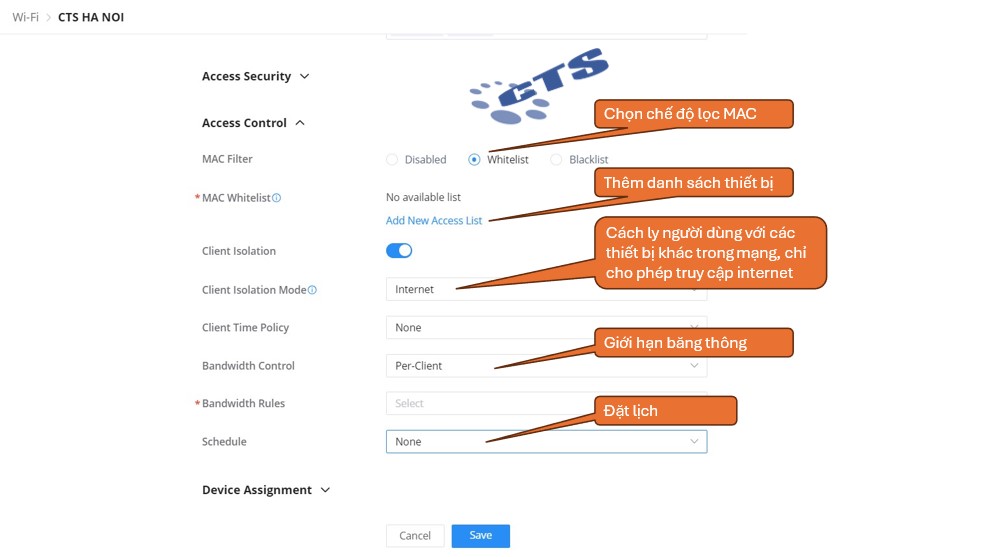 Wi-Fi > CTS HA NOI
Access Security
CTS
Access Control
Chọn chế độ lọc MAC
MAC Filter
Disabled
Whitelist
Blacklist
Thêm danh sách thiết bị
* MAC Whitelist
No available list
Add New Access List
Cách ly người dùng với các
thiết bị khác trong mạng, chỉ
cho phép truy cập internet
Client Isolation
Client Isolation Mode
Internet
Client Time Policy
None
Giới hạn băng thông
Bandwidth Control
Per-Client
* Bandwidth Rules
Select
Đặt lịch
Schedule
None
Device Assignment
Cancel
Save